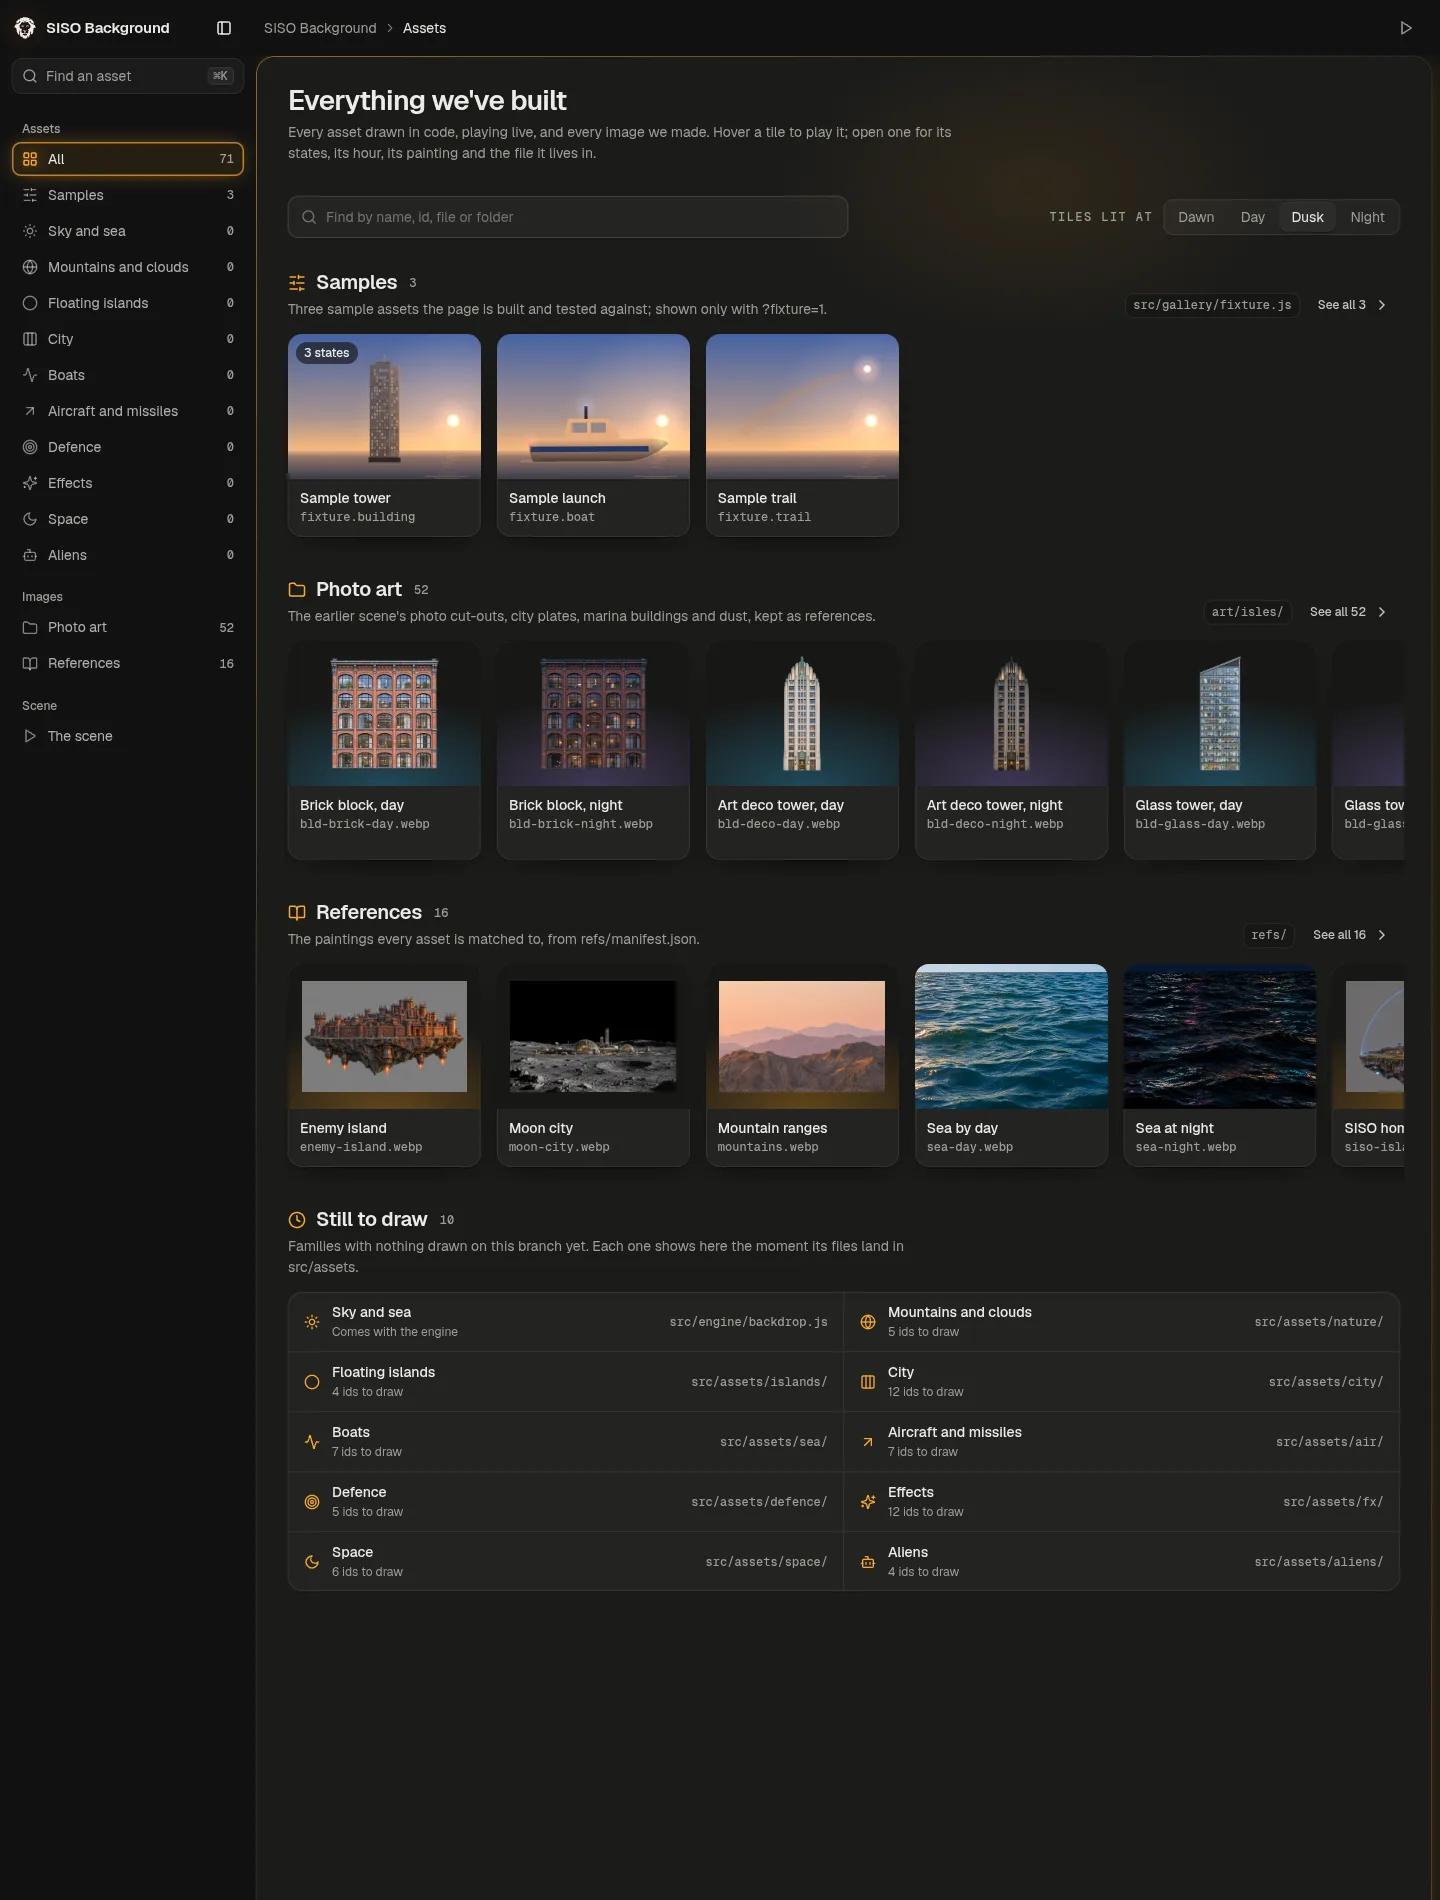 SISO Background
Find an asset ⌘K
Assets
All 71
Samples 3
Sky and sea 0
Mountains and clouds 0
Floating islands 0
City 0
Boats 0
Aircraft and missiles 0
Defence 0
Effects 0
Space 0
Aliens 0
Images
Photo art 52
References 16
Scene
The scene
SISO Background > Assets
Everything we've built
Every asset drawn in code, playing live, and every image we made. Hover a tile to play it; open one for its
states, its hour, its painting and the file it lives in.
Find by name, id, file or folder
TILES LIT AT Dawn Day Dusk Night
Samples 3
Three sample assets the page is built and tested against; shown only with ?fixture=1.
src/gallery/fixture.js See all 3
3 states
Sample tower
fixture.building
Sample launch
fixture.boat
Sample trail
fixture.trail
Photo art 52
The earlier scene's photo cut-outs, city plates, marina buildings and dust, kept as references.
art/isles/ See all 52
Brick block, day
bld-brick-day.webp
Brick block, night
bld-brick-night.webp
Art deco tower, day
bld-deco-day.webp
Art deco tower, night
bld-deco-night.webp
Glass tower, day
bld-glass-day.webp
Glass tow
bld-glass
References 16
The paintings every asset is matched to, from refs/manifest.json.
refs/ See all 16
Enemy island
enemy-island.webp
Moon city
moon-city.webp
Mountain ranges
mountains.webp
Sea by day
sea-day.webp
Sea at night
sea-night.webp
SISO hom
siso-isla
Still to draw 10
Families with nothing drawn on this branch yet. Each one shows here the moment its files land in
src/assets.
Sky and sea
Comes with the engine
src/engine/backdrop.js
Mountains and clouds
5 ids to draw
src/assets/nature/
Floating islands
4 ids to draw
src/assets/islands/
City
12 ids to draw
src/assets/city/
Boats
7 ids to draw
src/assets/sea/
Aircraft and missiles
7 ids to draw
src/assets/air/
Defence
5 ids to draw
src/assets/defence/
Effects
12 ids to draw
src/assets/fx/
Space
6 ids to draw
src/assets/space/
Aliens
4 ids to draw
src/assets/aliens/